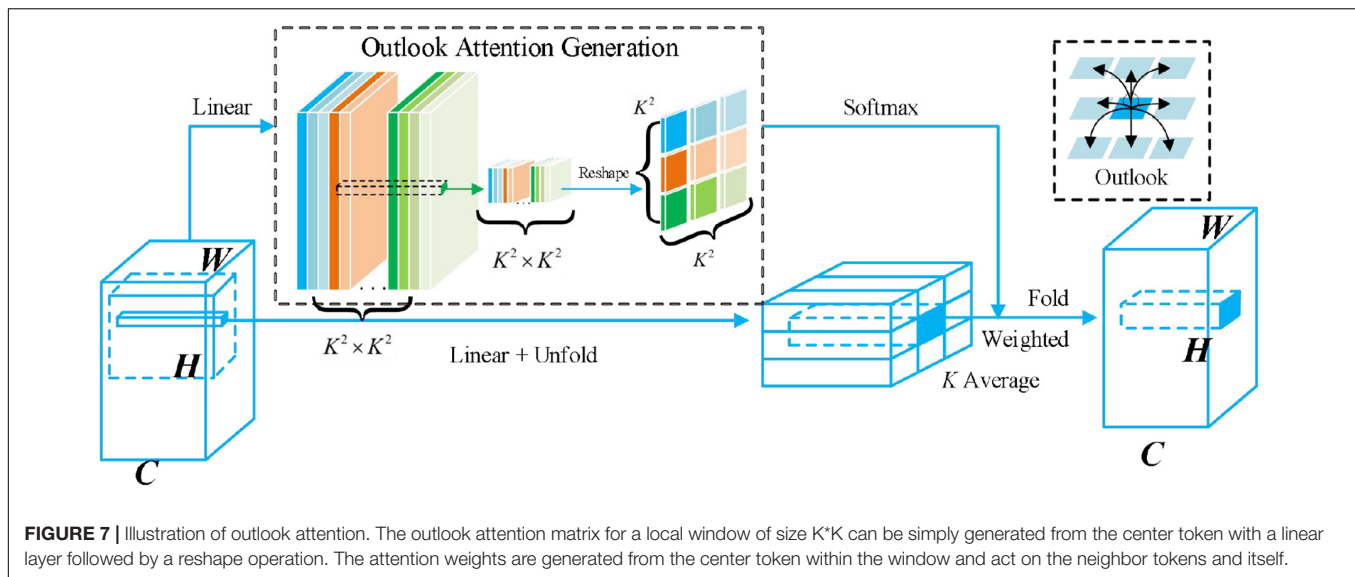 Outlook Attention Generation
Linear
K²
Reshape
K² × K²
K²
Softmax
Outlook
W
H
C
K² × K²
Linear + Unfold
Fold
Weighted
K Average
W
H
C
FIGURE 7 | Illustration of outlook attention. The outlook attention matrix for a local window of size K*K can be simply generated from the center token with a linear
layer followed by a reshape operation. The attention weights are generated from the center token within the window and act on the neighbor tokens and itself.